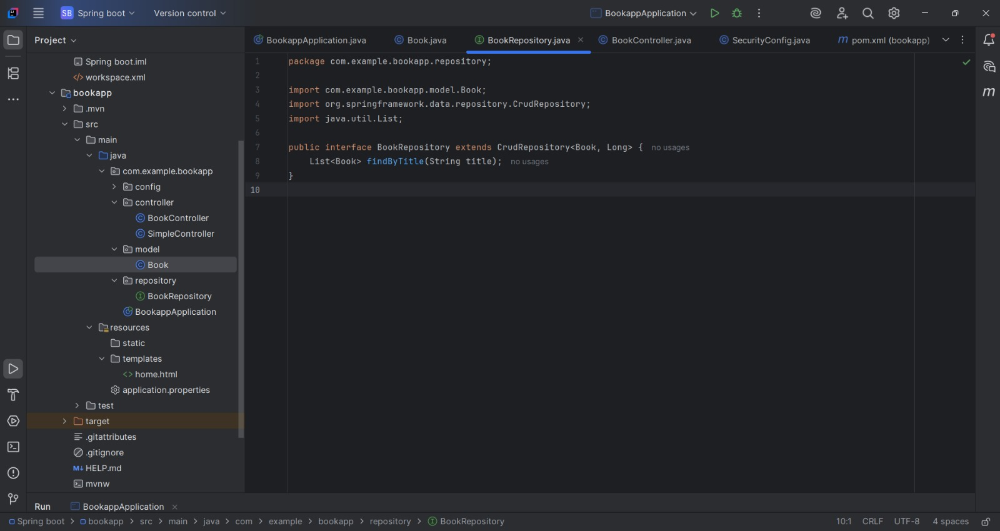 SB Spring boot Version control BookappApplication
Project
BookappApplication.java Book.java BookRepository.java BookController.java SecurityConfig.java m pom.xml (bookapp)
Spring boot.iml
</> workspace.xml
bookapp
.mvn
src
main
java
com.example.bookapp
config
controller
C BookController
C SimpleController
model
C Book
repository
I BookRepository
BookappApplication
resources
static
templates
<> home.html
application.properties
test
target
.gitattributes
.gitignore
M↓ HELP.md
mvnw
1 package com.example.bookapp.repository;
2
3 import com.example.bookapp.model.Book;
4 import org.springframework.data.repository.CrudRepository;
5 import java.util.List;
6
7 public interface BookRepository extends CrudRepository<Book, Long> { no usages
8 List<Book> findByTitle(String title); no usages
9 }
10
m
Run BookappApplication
Spring boot > bookapp > src > main > java > com > example > bookapp > repository > BookRepository
10:1 CRLF UTF-8 4 spaces